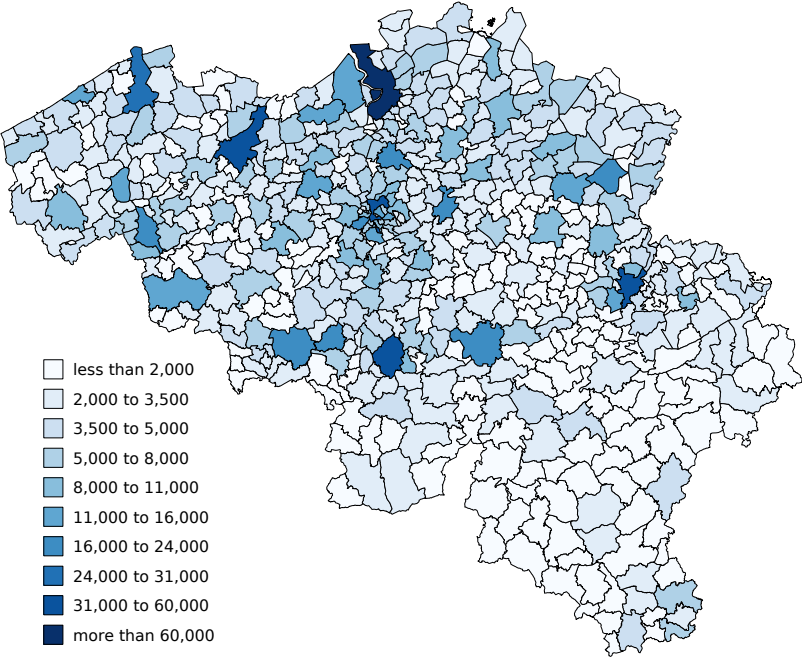 less than 2,000
2,000 to 3,500
3,500 to 5,000
5,000 to 8,000
8,000 to 11,000
11,000 to 16,000
16,000 to 24,000
24,000 to 31,000
31,000 to 60,000
more than 60,000